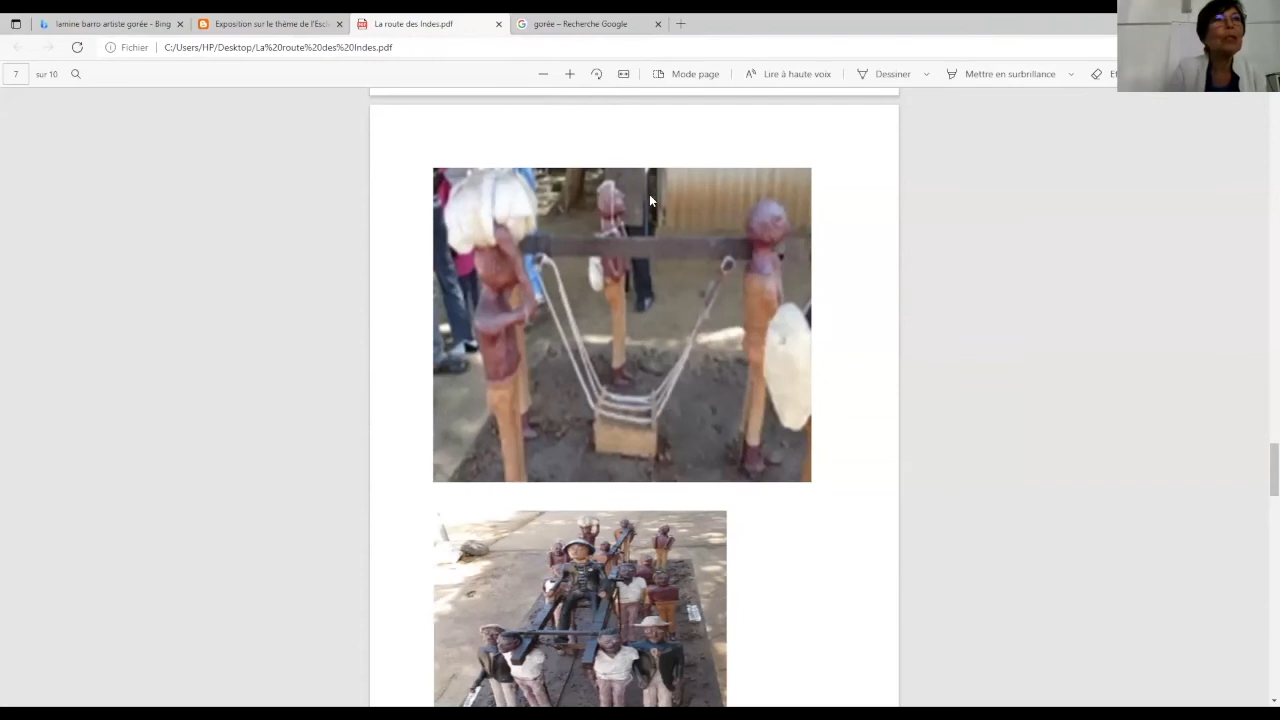 lamine barro artiste gorée - Bing
Exposition sur le thème de l'Escl
La route des Indes.pdf
gorée – Recherche Google
Fichier
C:/Users/HP/Desktop/La%20route%20des%20Indes.pdf
7
sur 10
Mode page
Lire à haute voix
Dessiner
Mettre en surbrillance